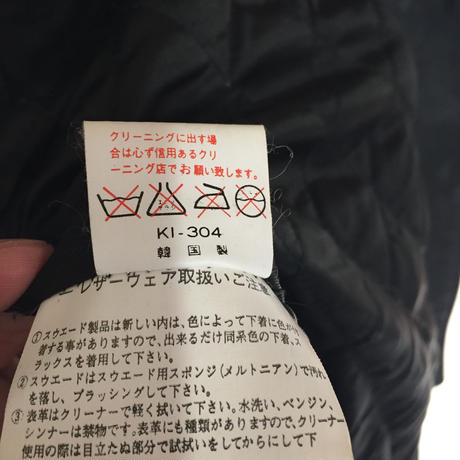 クリーニングに出す場
合は必ず信用あるクリ
ーニング店でお願い致します。
KI-304
韓国製
レザーウェア取扱いご注意
①スウエード製品は新しい内は、色によって下着に色が
着する事がありますので、出来るだけ同系色の下着、ス
ラックスを着用して下さい。
②スウエードはスウエード用スポンジ(メルトニアン)で汚れ
を落し、ブラッシングして下さい。
③表革はクリーナーで軽く拭いて下さい。水洗い、ベンジン、
シンナーは禁物です。表革にも種類がありますので、クリーナー
使用の際は目立たぬ部分で試拭いをしてからにして下